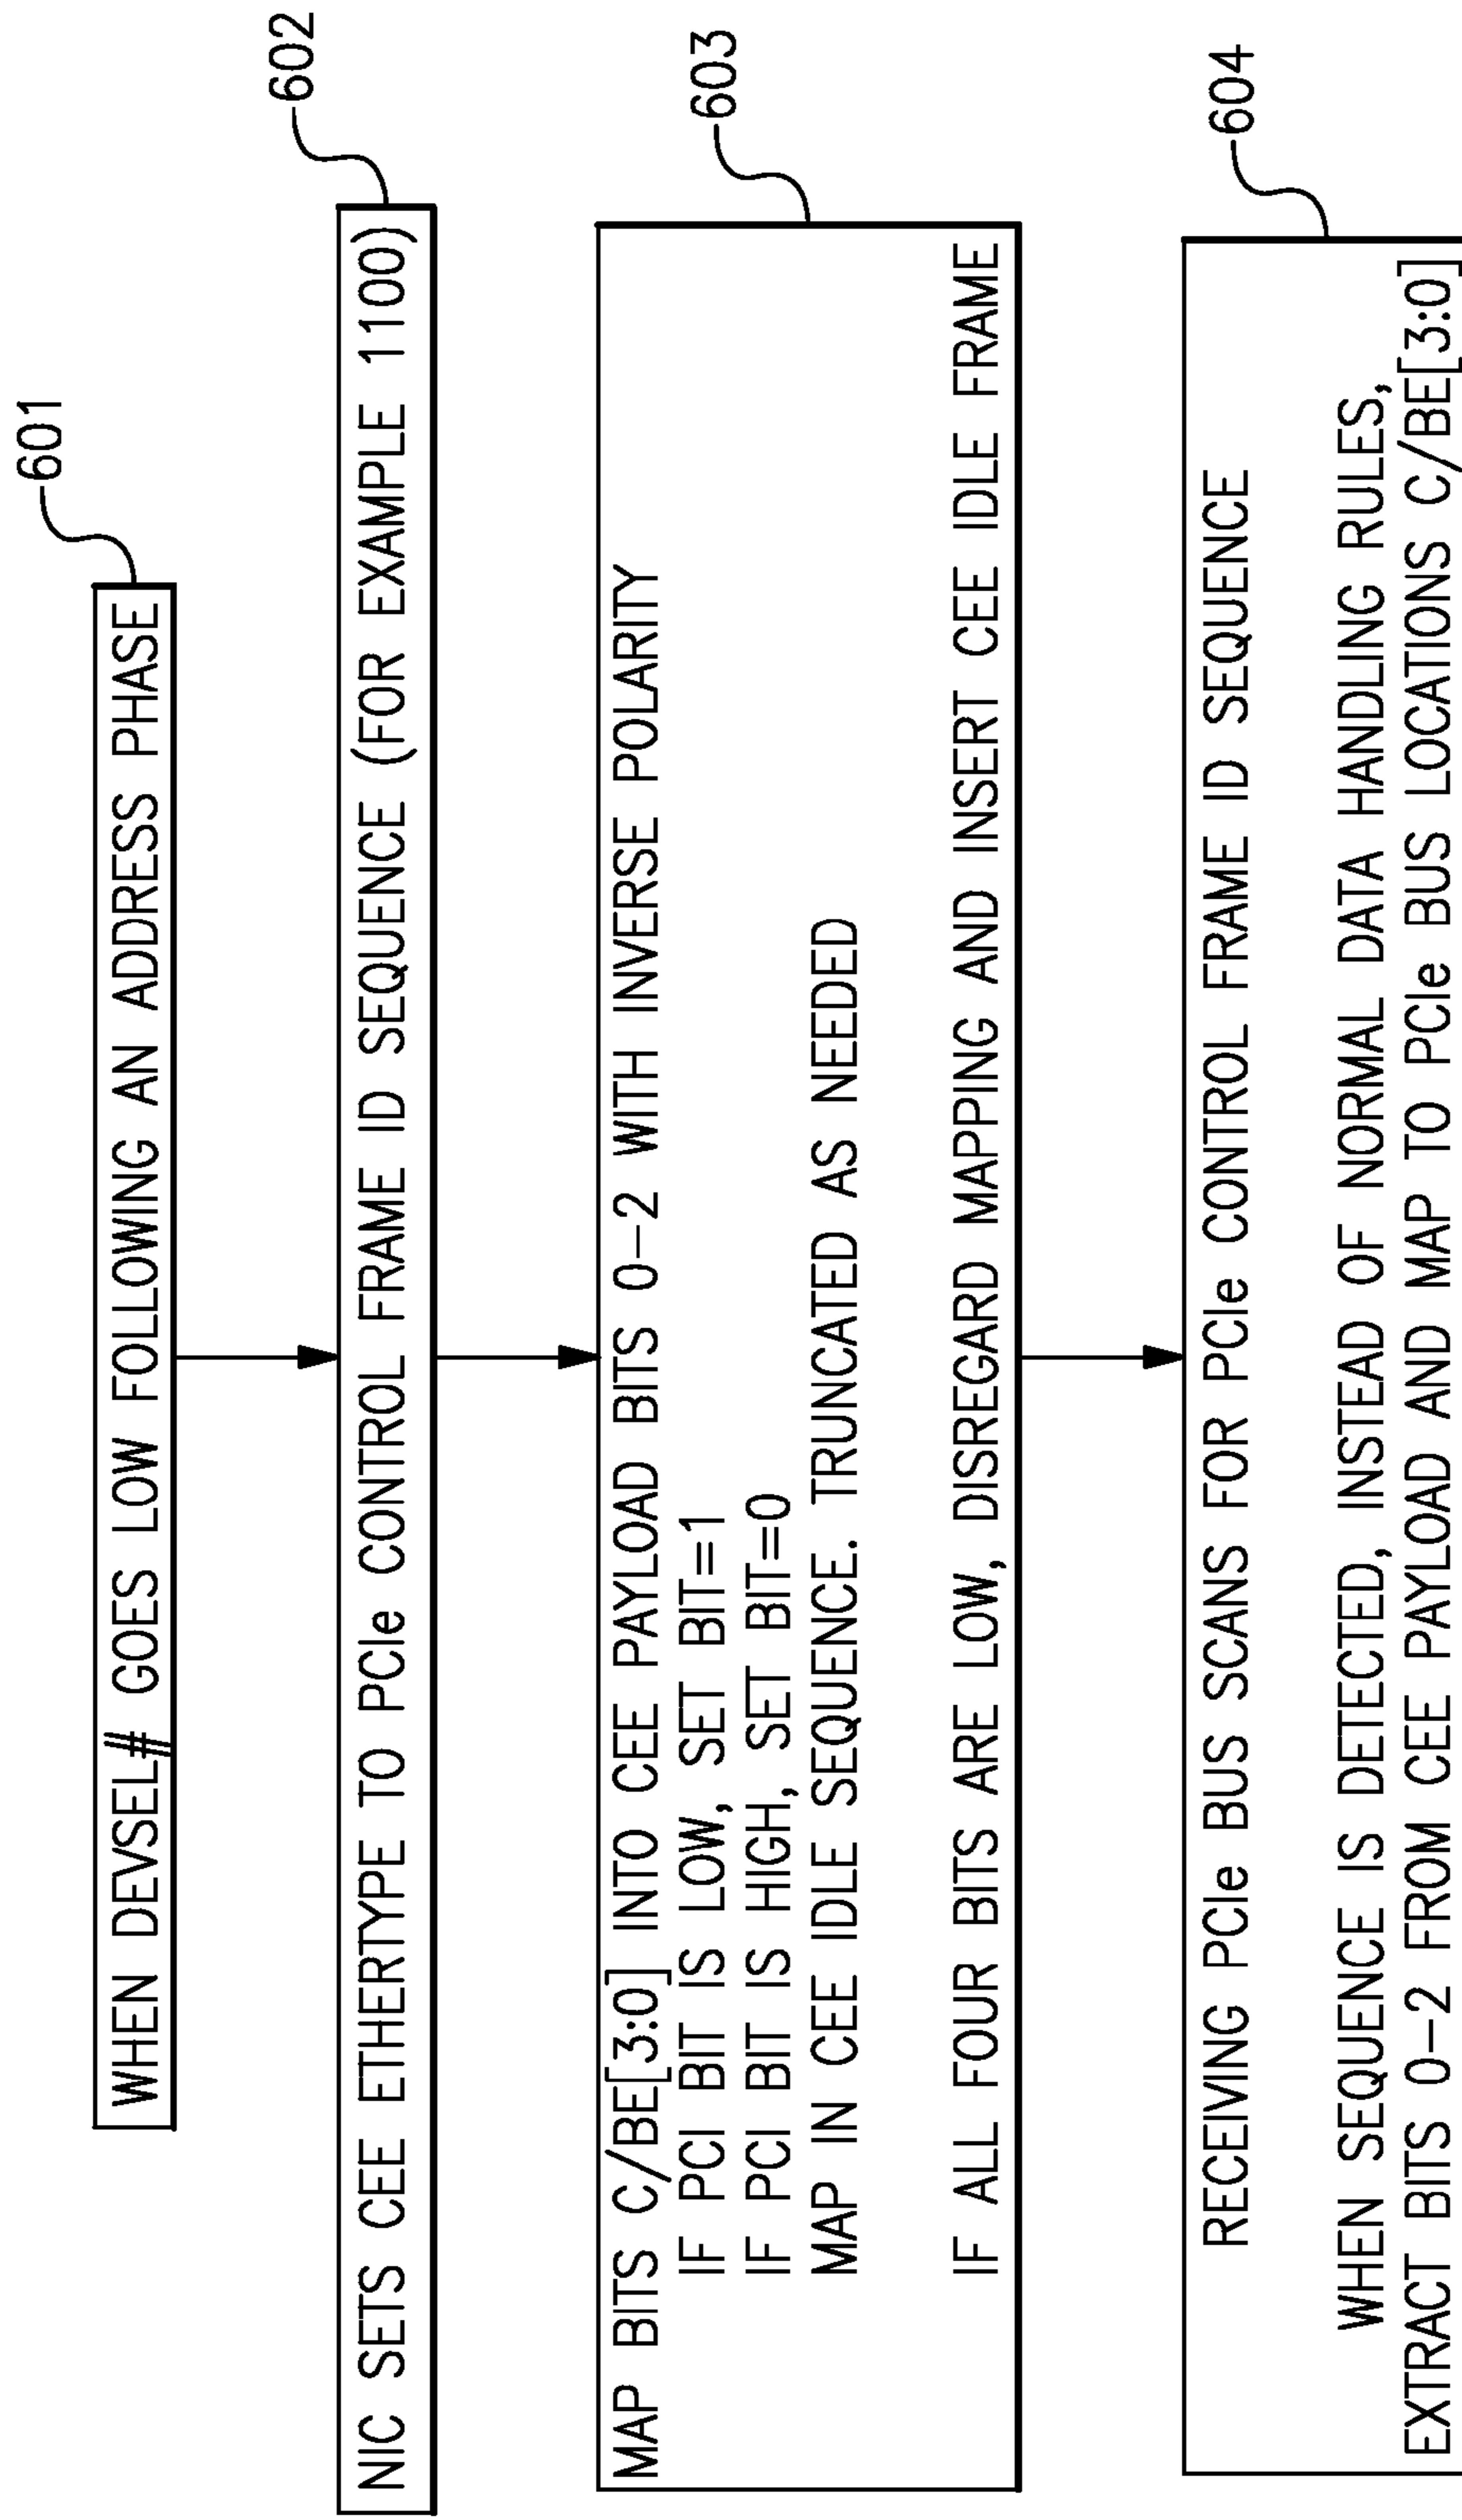 601
WHEN DEVSEL# GOES LOW FOLLOWING AN ADDRESS PHASE
602
NIC SETS CEE ETHERTYPE TO PCIe CONTROL FRAME ID SEQUENCE (FOR EXAMPLE 1100)
603
MAP BITS C/BE[3:0] INTO CEE PAYLOAD BITS 0-2 WITH INVERSE POLARITY
IF PCI BIT IS LOW, SET BIT=1
IF PCI BIT IS HIGH, SET BIT=0
MAP IN CEE IDLE SEQUENCE. TRUNCATED AS NEEDED
IF ALL FOUR BITS ARE LOW, DISREGARD MAPPING AND INSERT CEE IDLE FRAME
604
RECEIVING PCIe BUS SCANS FOR PCIe CONTROL FRAME ID SEQUENCE
WHEN SEQUENCE IS DETECTED, INSTEAD OF NORMAL DATA HANDLING RULES,
EXTRACT BITS 0-2 FROM CEE PAYLOAD AND MAP TO PCIe BUS LOCATIONS C/BE[3:0]